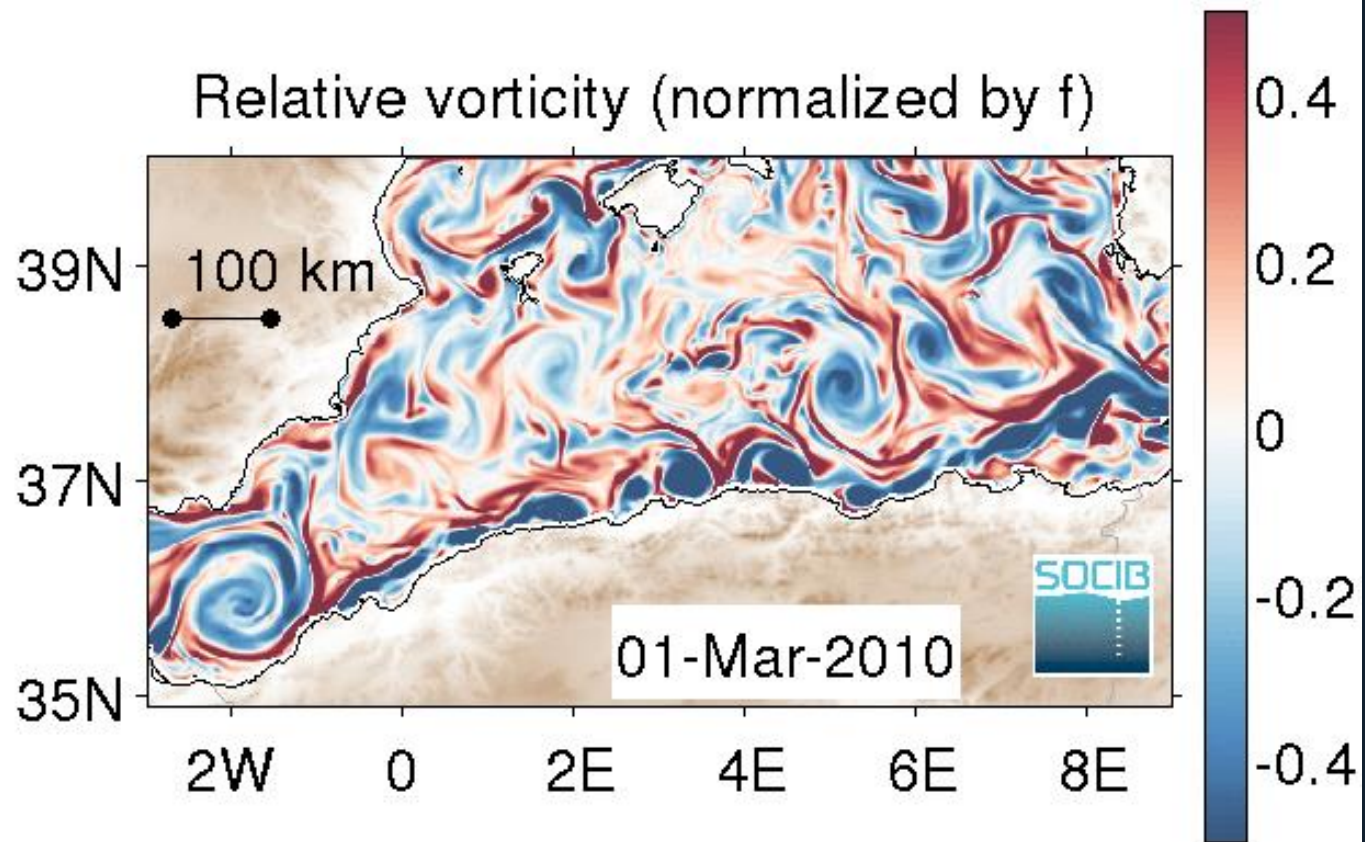 Relative vorticity (normalized by f)
0.4
0.2
0
-0.2
-0.4
39N
37N
35N
100 km
SOCIB
01-Mar-2010
2W 0 2E 4E 6E 8E